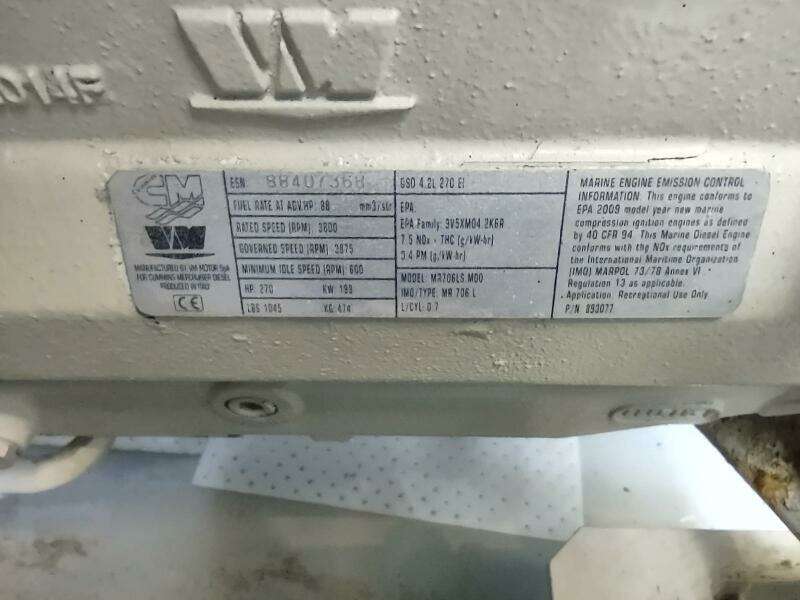 VM
CM
VM
MANUFACTURED BY VM MOTORI SpA
FOR CUMMINS MERCRUISER DIESEL
PRODUCED IN ITALY
CE
ESN: 88407368
FUEL RATE AT ADV.HP: 88 mm3/str
RATED SPEED (RPM): 3800
GOVERNED SPEED (RPM): 3875
MINIMUM IDLE SPEED (RPM): 600
HP: 270 KW: 199
LBS 1045 KG 474
QSD 4.2L 270 EI
EPA
EPA Family: 9V5XM04.2K6R
7.5 NOx + THC (g/kW-hr)
0.4 PM (g/kW-hr)
MODEL: MR706LS.MD0
IMO/TYPE: MR 706 L
L/CYL: 0.7
MARINE ENGINE EMISSION CONTROL
INFORMATION: This engine conforms to
EPA 2009 model year new marine
compression ignition engines as defined
by 40 CFR 94. This Marine Diesel Engine
conforms with the NOx requirements of
the International Maritime Organization
(IMO) MARPOL 73/78 Annex VI
Regulation 13 as applicable.
Application: Recreational Use Only
P/N 893077